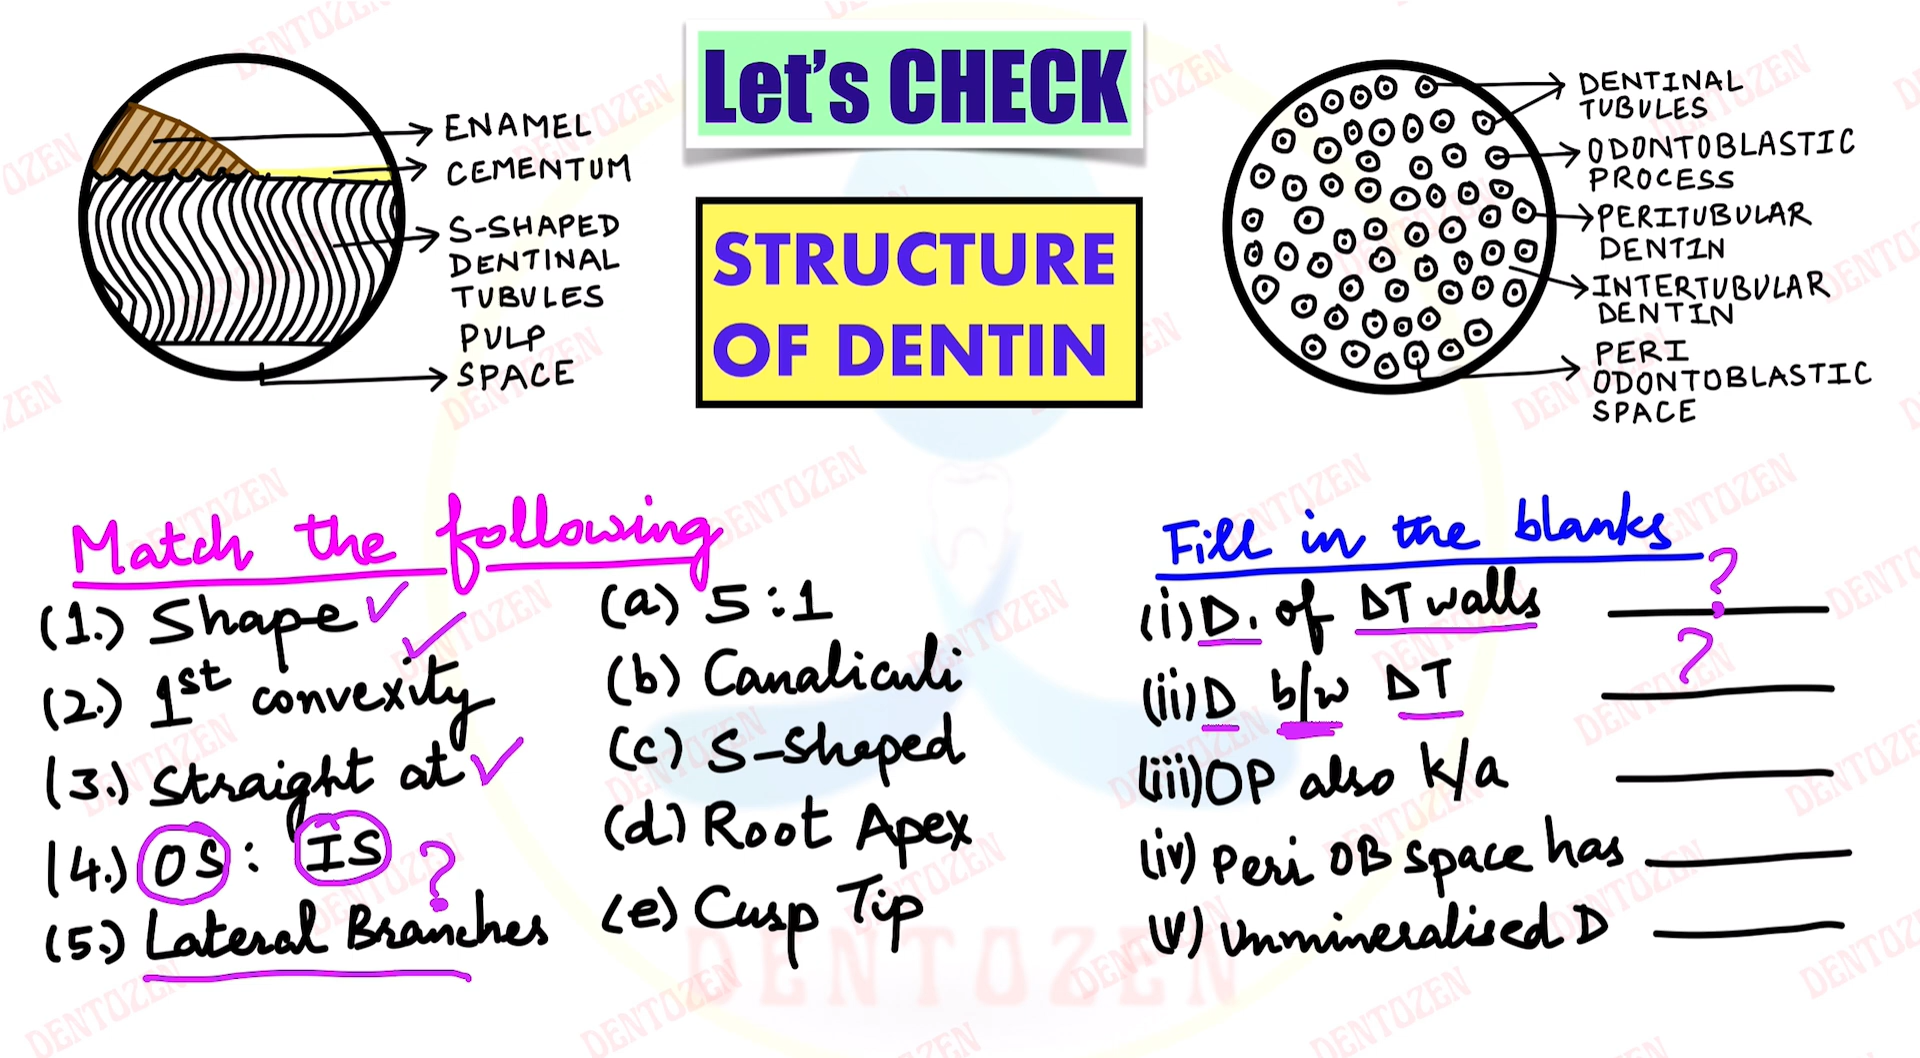 Let's CHECK
STRUCTURE
OF DENTIN
ENAMEL
CEMENTUM
S-SHAPED
DENTINAL
TUBULES
PULP
SPACE
DENTINAL
TUBULES
ODONTOBLASTIC
PROCESS
PERITUBULAR
DENTIN
INTERTUBULAR
DENTIN
PERI
ODONTOBLASTIC
SPACE
Match the following
(1.) Shape
(2.) 1st convexity
(3.) Straight at
(4.) OS : IS ?
(5.) Lateral Branches
(a) 5:1
(b) Canaliculi
(c) S-Shaped
(d) Root Apex
(e) Cusp Tip
Fill in the blanks
(i) D. of ΔT walls ?
(ii) D b/w ΔT ?
(iii) OP also k/a
(iv) Peri OB space has
(v) Unmineralised D
DENTOZEN